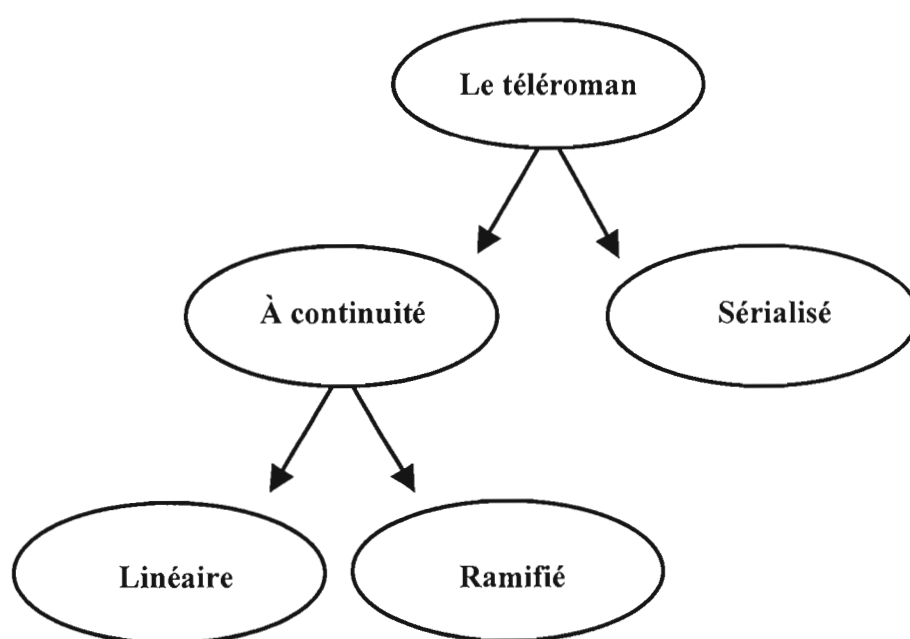 Le téléroman
À continuité
Sérialisé
Linéaire
Ramifié